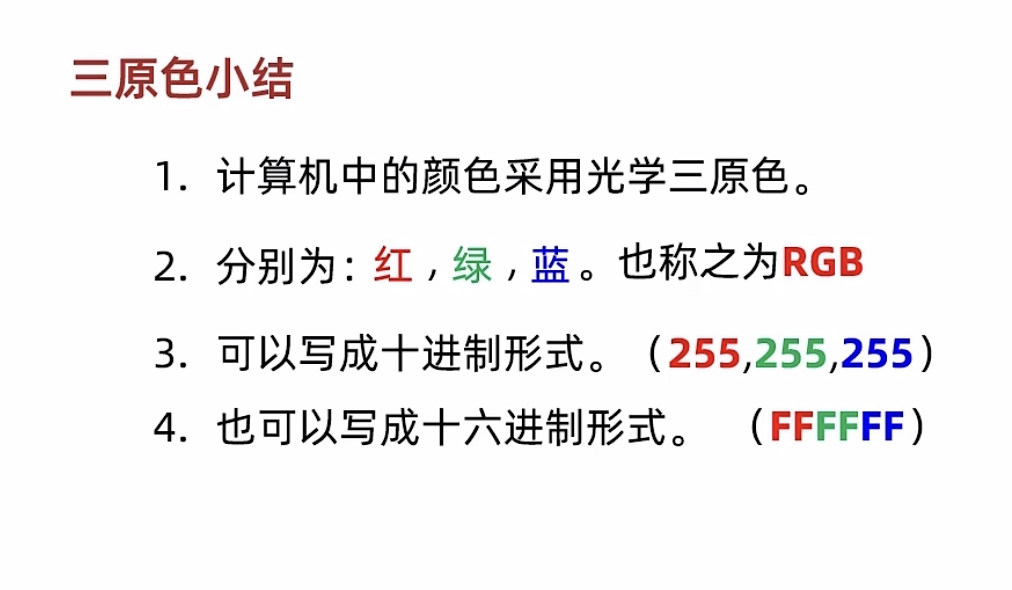 三原色小结
1. 计算机中的颜色采用光学三原色。
2. 分别为:红,绿,蓝。也称之为RGB
3. 可以写成十进制形式。(255,255,255)
4. 也可以写成十六进制形式。(FFFFFF)